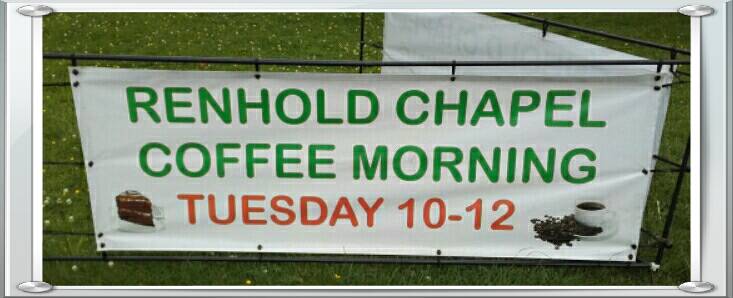 RENHOLD CHAPEL
COFFEE MORNING
TUESDAY 10-12